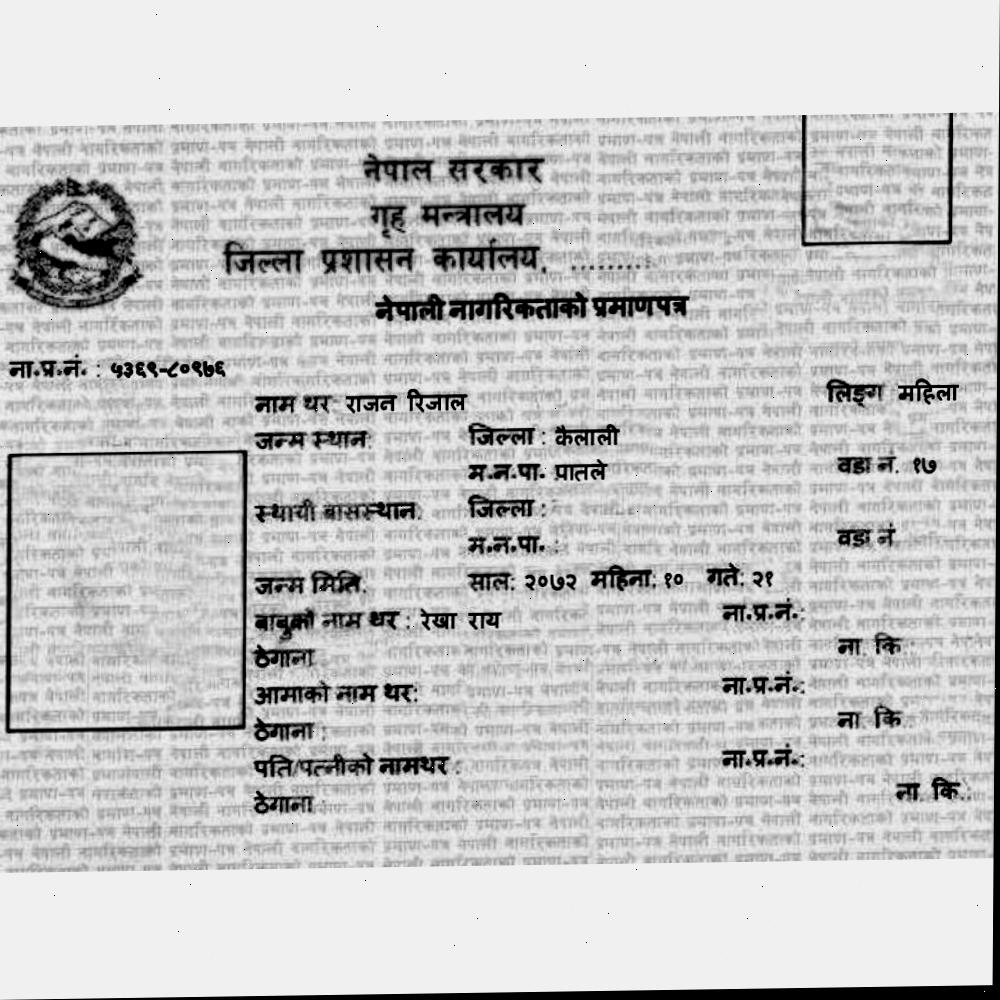 नेपाल सरकार
गृह मन्त्रालय
जिल्ला प्रशासन कार्यालय, .........
नेपाली नागरिकताको प्रमाणपत्र
ना.प्र.नं. : ५३६९-८०९७६
नाम थर: राजन रिजाल लिङ्ग महिला
जन्म स्थान: जिल्ला : कैलाली
म.न.पा. पातले वडा नं. १७
स्थायी बासस्थान: जिल्ला :
म.न.पा. : वडा नं
जन्म मिति: साल: २०७२ महिना: १० गते: २१
बाबुको नाम थर : रेखा राय ना.प्र.नं.:
ठेगाना ना. कि.:
आमाको नाम थर: ना.प्र.नं.:
ठेगाना : ना. कि.
पति/पत्नीको नामथर : ना.प्र.नं.:
ठेगाना : ना. कि.: